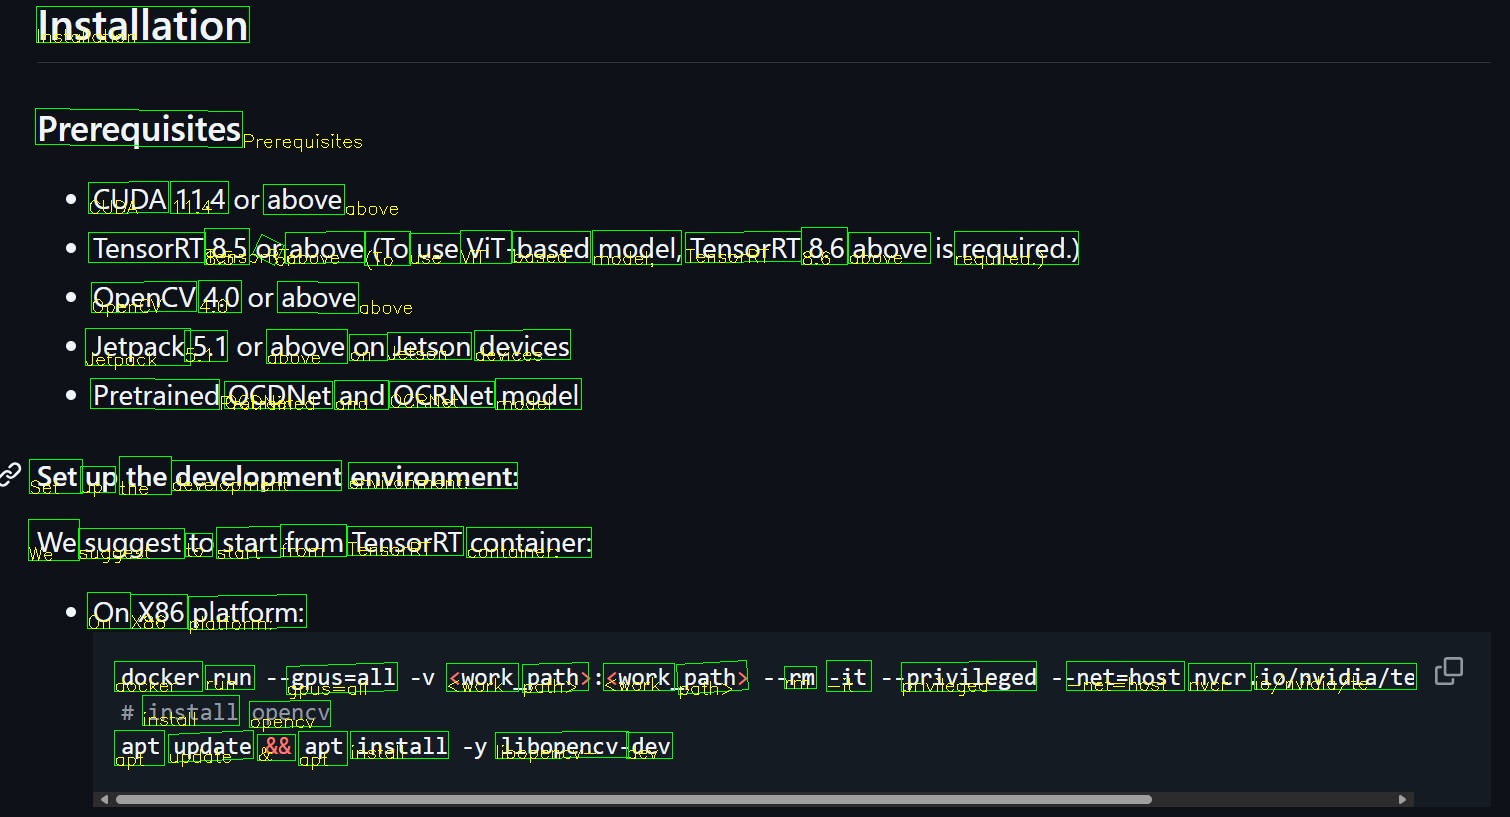 Installation
Prerequisites
• CUDA 11.4 or above
• TensorRT 8.5 or above (To use ViT-based model, TensorRT 8.6 above is required.)
• OpenCV 4.0 or above
• Jetpack 5.1 or above on Jetson devices
• Pretrained OCDNet and OCRNet model
Set up the development environment:
We suggest to start from TensorRT container:
• On X86 platform:
docker run --gpus=all -v <work_path>:<work_path> --rm -it --privileged --net=host nvcr.io/nvidia/te
# install opencv
apt update && apt install -y libopencv-dev